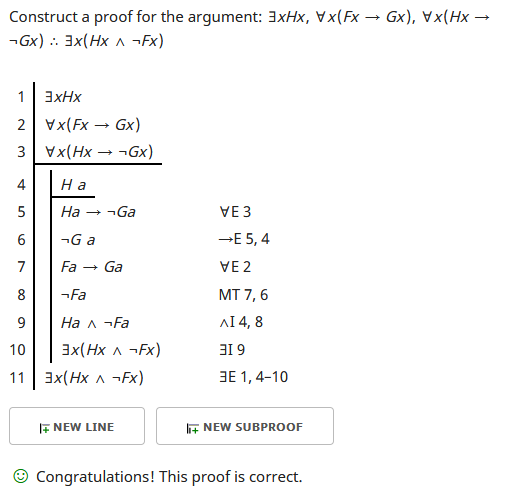 Construct a proof for the argument: ∃xHx, ∀x(Fx → Gx), ∀x(Hx →
¬Gx) ∴ ∃x(Hx ∧ ¬Fx)
1 ∃xHx
2 ∀x(Fx → Gx)
3 ∀x(Hx → ¬Gx)
4 H a
5 Ha → ¬Ga ∀E 3
6 ¬G a →E 5, 4
7 Fa → Ga ∀E 2
8 ¬Fa MT 7, 6
9 Ha ∧ ¬Fa ∧I 4, 8
10 ∃x(Hx ∧ ¬Fx) ∃I 9
11 ∃x(Hx ∧ ¬Fx) ∃E 1, 4–10
NEW LINE NEW SUBPROOF
Congratulations! This proof is correct.